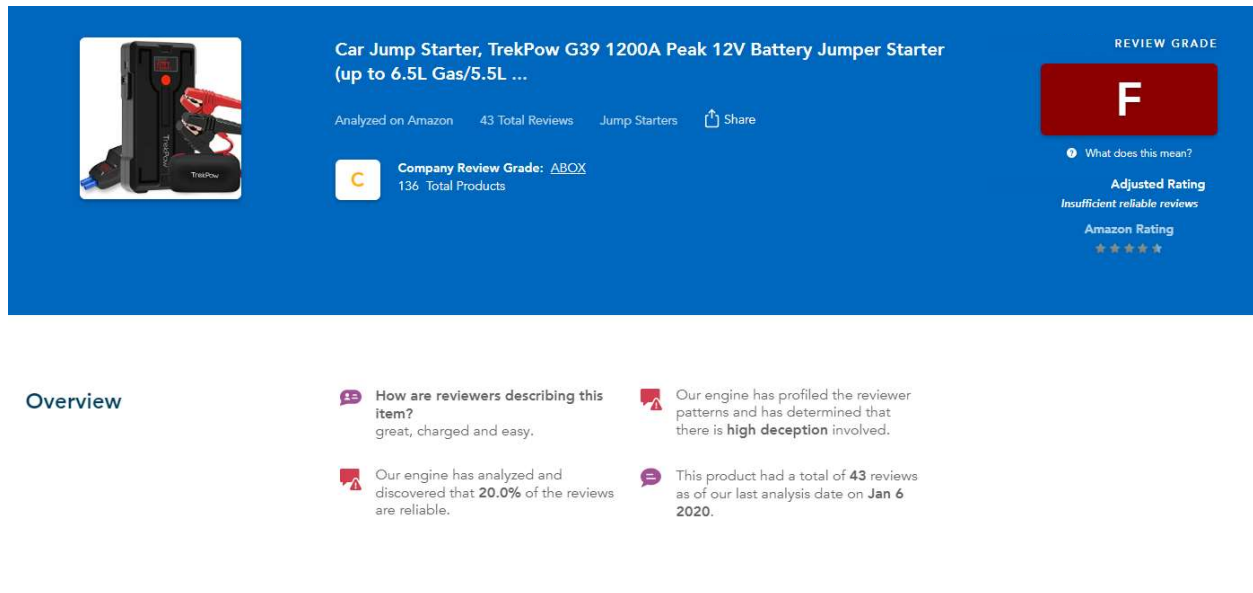 Car Jump Starter, TrekPow G39 1200A Peak 12V Battery Jumper Starter
(up to 6.5L Gas/5.5L ...
Analyzed on Amazon 43 Total Reviews Jump Starters Share
C
Company Review Grade: ABOX
136 Total Products
TrekPow
TrekPow
REVIEW GRADE
F
? What does this mean?
Adjusted Rating
Insufficient reliable reviews
Amazon Rating
Overview
How are reviewers describing this
item?
great, charged and easy.
Our engine has profiled the reviewer
patterns and has determined that
there is high deception involved.
Our engine has analyzed and
discovered that 20.0% of the reviews
are reliable.
This product had a total of 43 reviews
as of our last analysis date on Jan 6
2020.